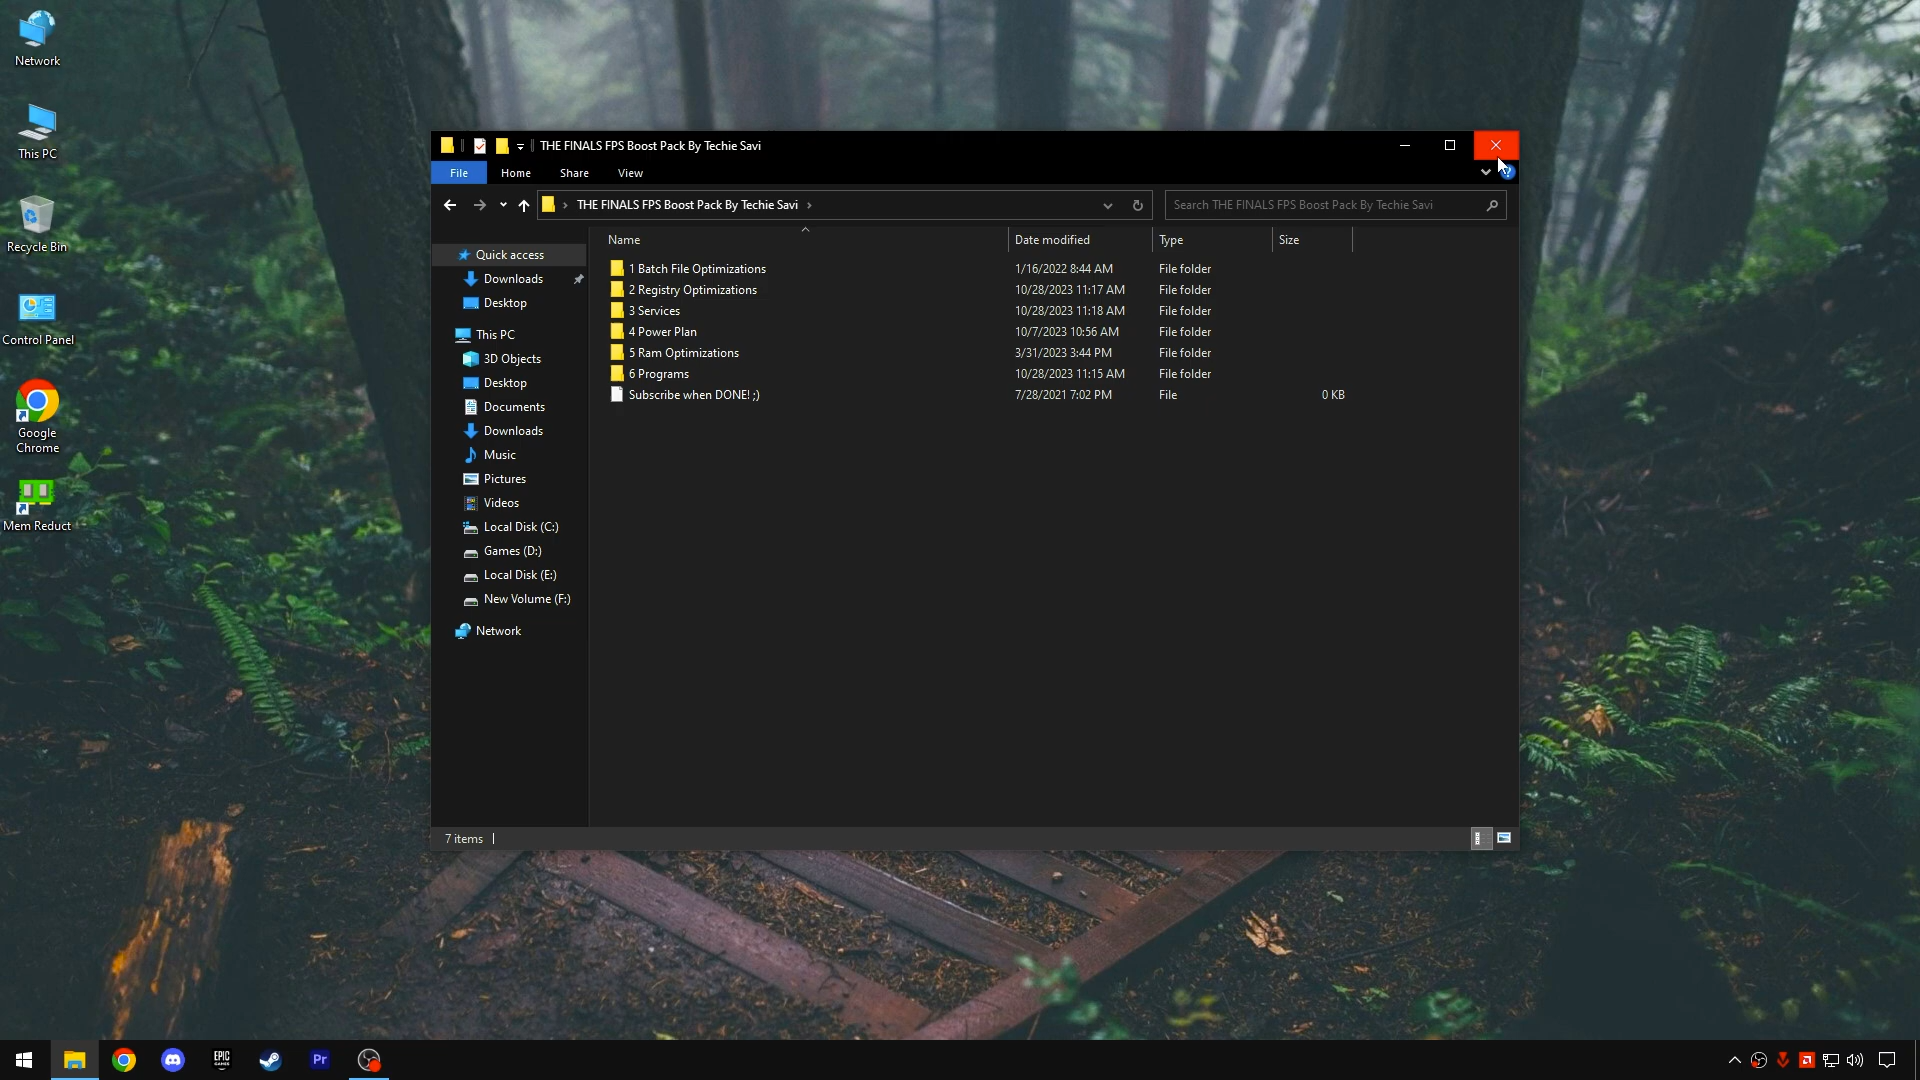 Network
This PC
Recycle Bin
Control Panel
Google
Chrome
Mem Reduct
THE FINALS FPS Boost Pack By Techie Savi
File Home Share View
?
THE FINALS FPS Boost Pack By Techie Savi
Search THE FINALS FPS Boost Pack By Techie Savi
Quick access
Downloads
Desktop
This PC
3D Objects
Desktop
Documents
Downloads
Music
Pictures
Videos
Local Disk (C:)
Games (D:)
Local Disk (E:)
New Volume (F:)
Network
Name Date modified Type Size
1 Batch File Optimizations 1/16/2022 8:44 AM File folder
2 Registry Optimizations 10/28/2023 11:17 AM File folder
3 Services 10/28/2023 11:18 AM File folder
4 Power Plan 10/7/2023 10:56 AM File folder
5 Ram Optimizations 3/31/2023 3:44 PM File folder
6 Programs 10/28/2023 11:15 AM File folder
Subscribe when DONE! ;) 7/28/2021 7:02 PM File 0 KB
7 items
EPIC
GAMES
Pr